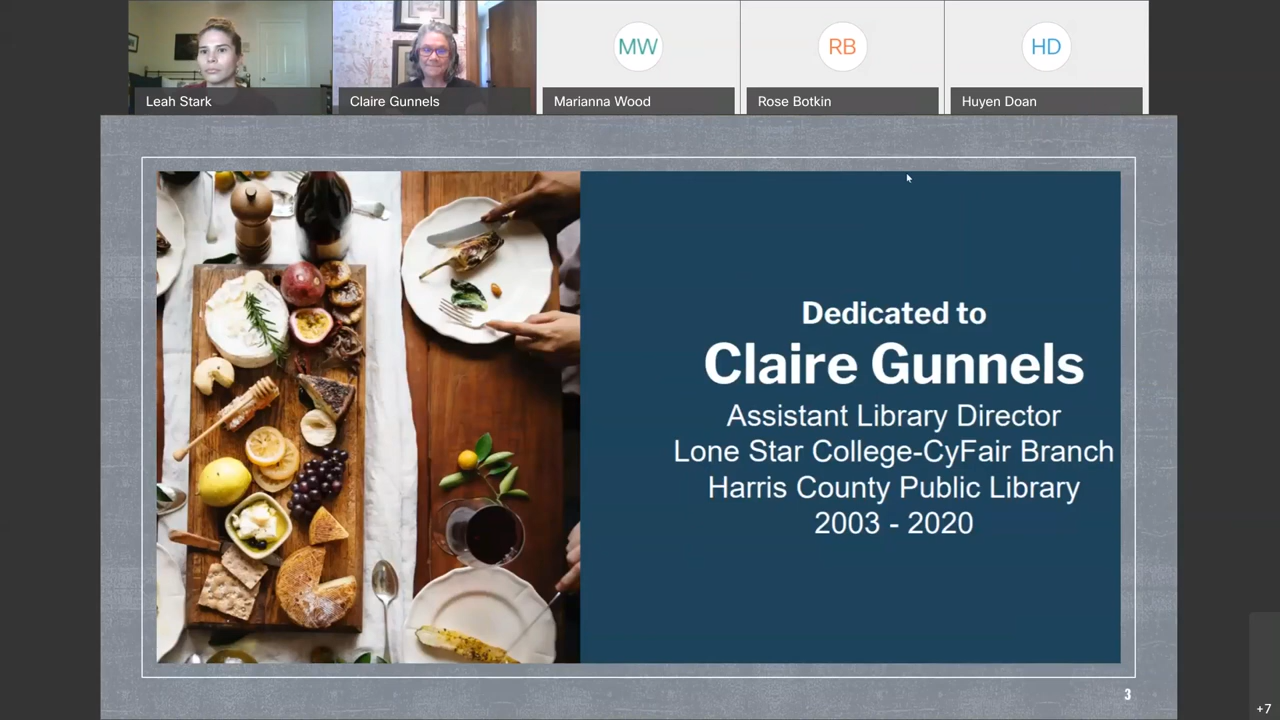 MW
RB
HD
Leah Stark
Claire Gunnels
Marianna Wood
Rose Botkin
Huyen Doan
Dedicated to
Claire Gunnels
Assistant Library Director
Lone Star College-CyFair Branch
Harris County Public Library
2003 - 2020
3
+7